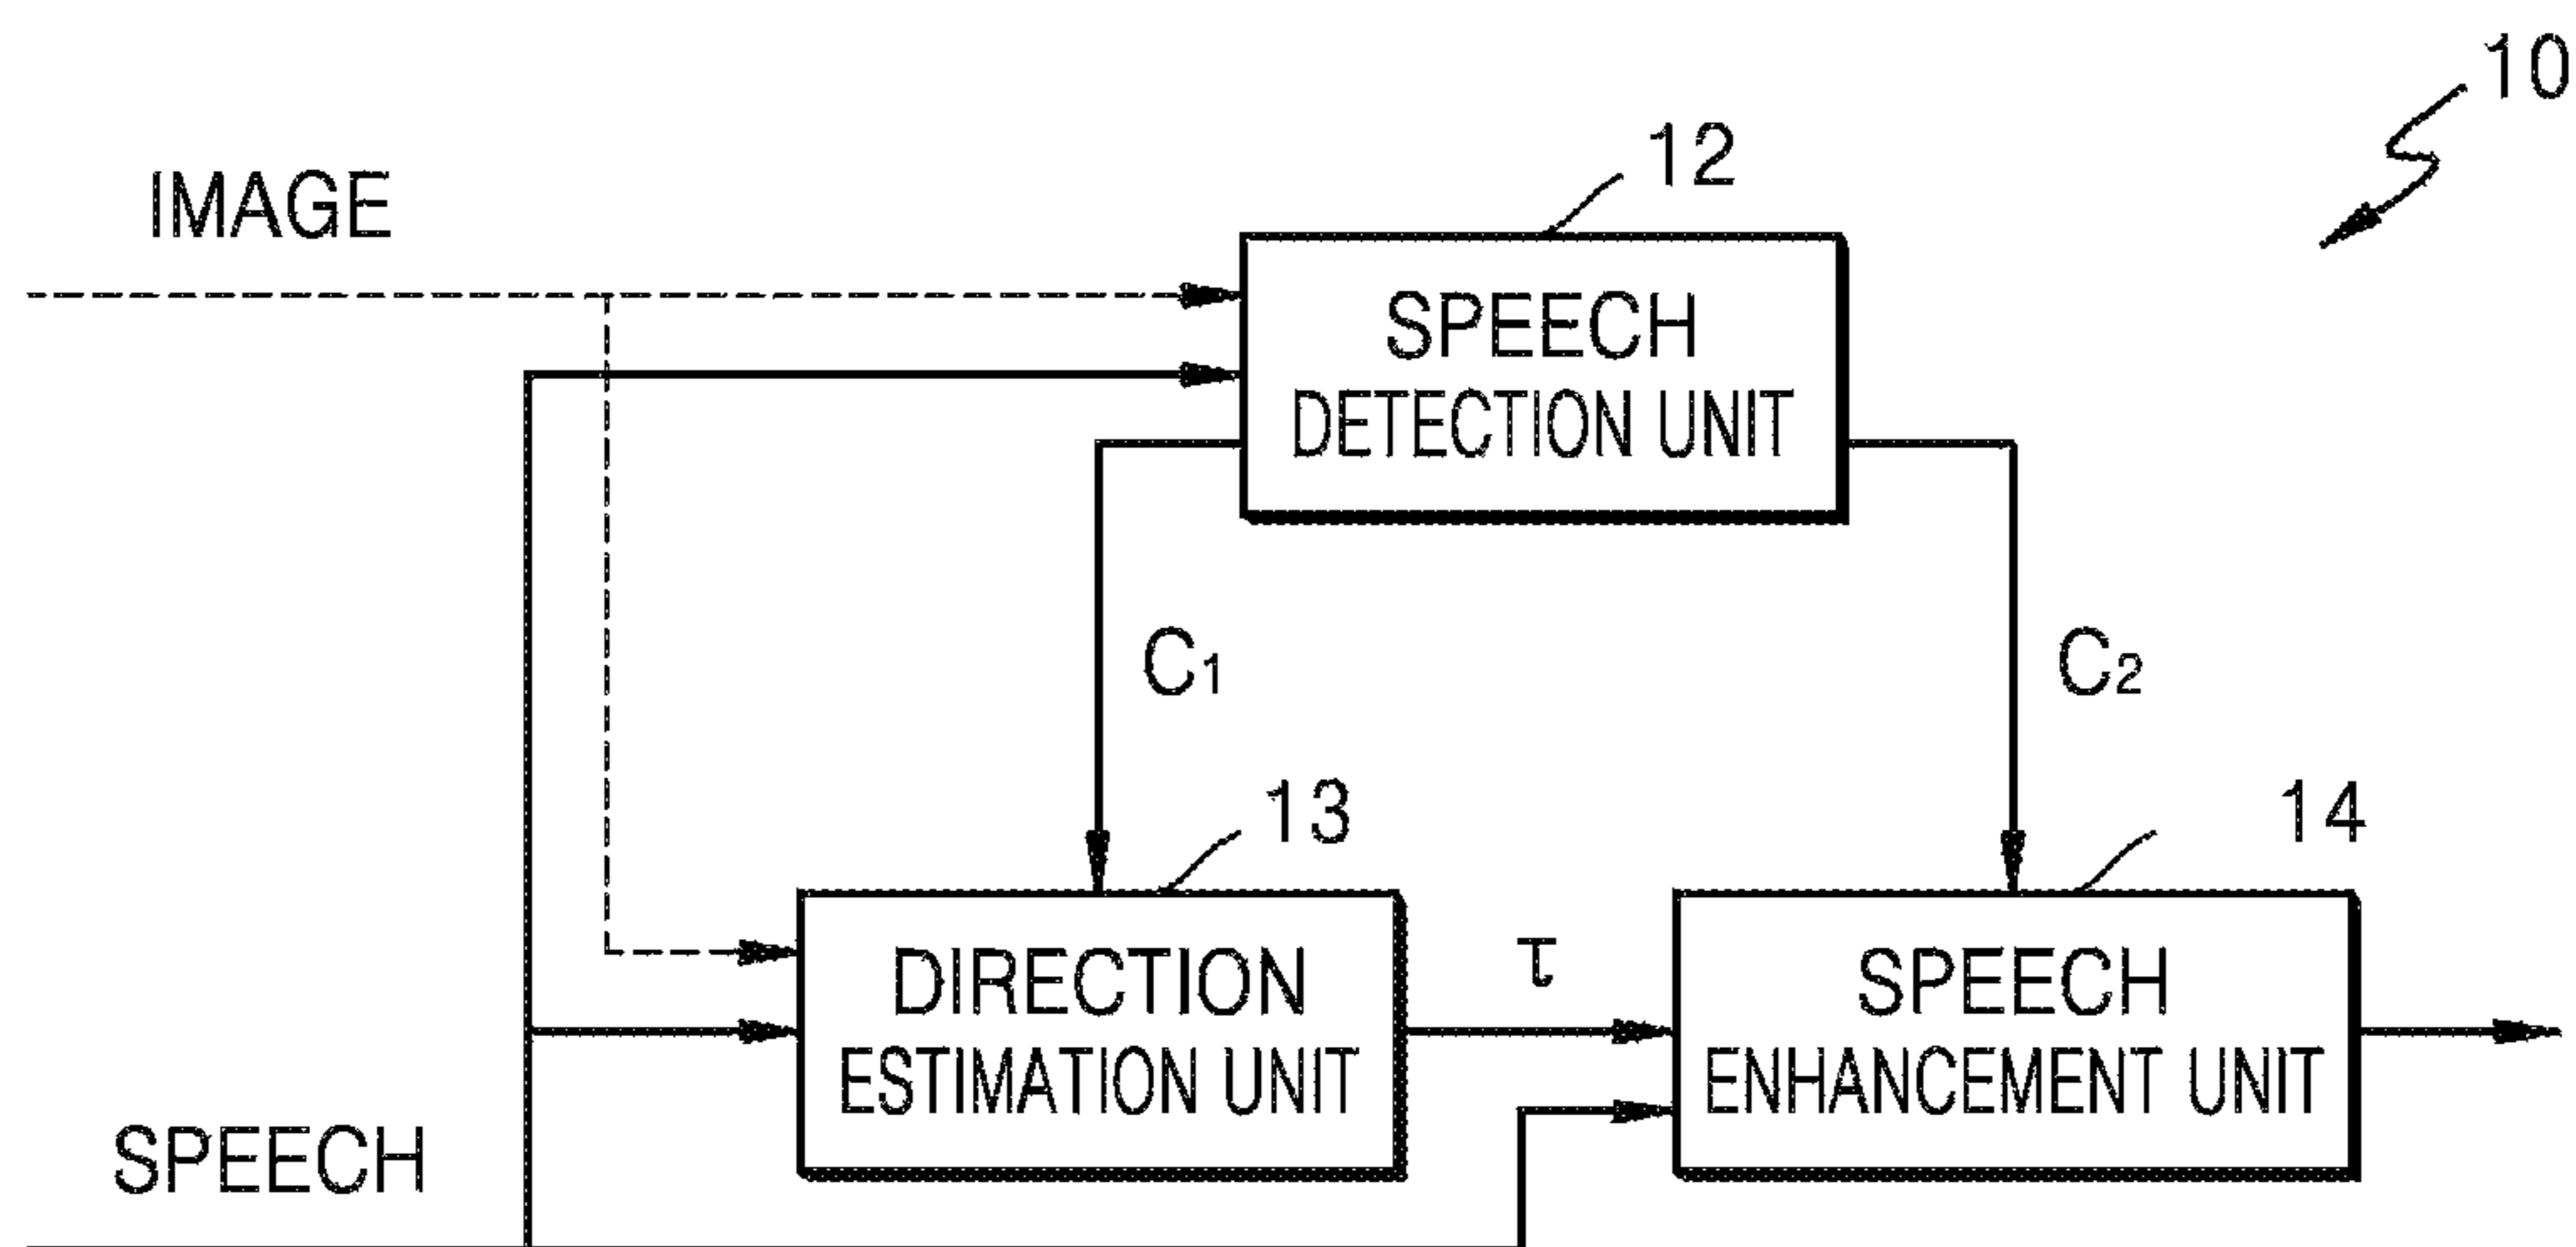 10
12
IMAGE
SPEECH
DETECTION UNIT
C1
C2
13
14
DIRECTION
ESTIMATION UNIT
τ
SPEECH
ENHANCEMENT UNIT
SPEECH